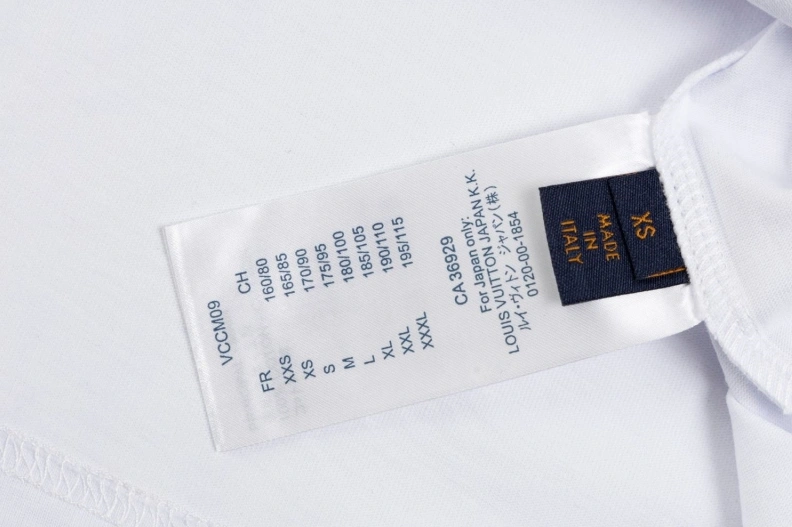 VCCM09
FR CH
XXS 160/80
XS 165/85
S 170/90
M 175/95
L 180/100
XL 185/105
XXL 190/110
XXXL 195/115
CA 36929
For Japan only:
LOUIS VUITTON JAPAN K.K.
ルイ・ヴィトン ジャパン(株)
0120-00-1854
MADE
IN
ITALY
XS